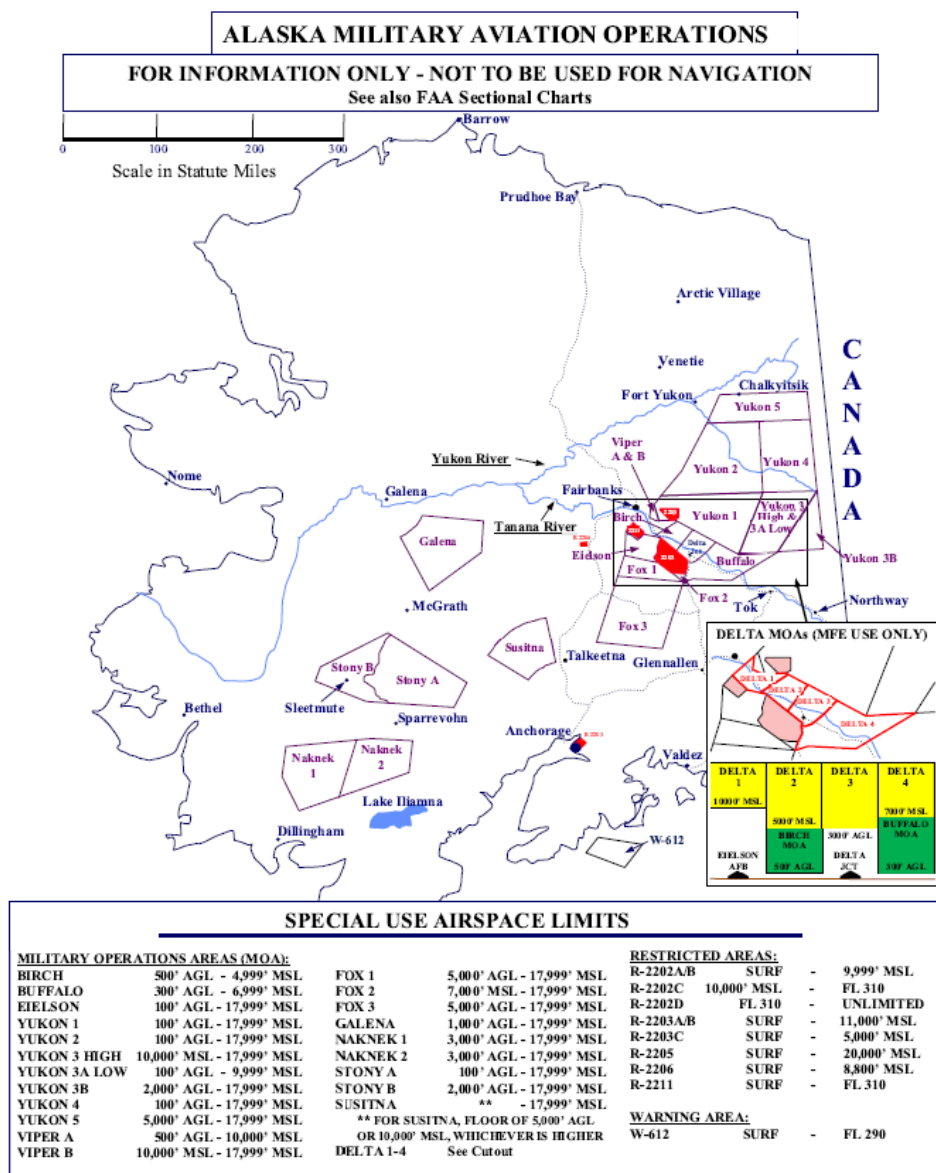 ALASKA MILITARY AVIATION OPERATIONS
FOR INFORMATION ONLY - NOT TO BE USED FOR NAVIGATION
See also FAA Sectional Charts
Barrow
0 100 200 300
Scale in Statute Miles
Prudhoe Bay
Arctic Village
CANADA
Venetie
Chalkyitsik
Fort Yukon
Yukon 5
Viper
A & B
Yukon River
Yukon 2
Yukon 4
Nome
Galena
Fairbanks
Tanana River
Birch
Yukon 1
Yukon 3
High &
3A Low
Galena
Eielson
Delta
Buffalo
Yukon 3B
Fox 1
Fox 2
McGrath
Tok
Northway
Fox 3
Susitna
Talkeetna
Glennallen
Stony B
Stony A
Sleetmute
Bethel
Sparrevohn
Anchorage
Valdez
Naknek
1
Naknek
2
Lake Iliamna
Dillingham
W-612
DELTA MOAs (MFE USE ONLY)
DELTA 1
DELTA 2
DELTA 3
DELTA 4
DELTA
1
DELTA
2
DELTA
3
DELTA
4
10000' MSL
5000' MSL
7000' MSL
BIRCH
MOA
3000' AGL
BUFFALO
MOA
EIELSON
AFB
500' AGL
DELTA
JCT
300' AGL
SPECIAL USE AIRSPACE LIMITS
MILITARY OPERATIONS AREAS (MOA):
BIRCH 500' AGL - 4,999' MSL
BUFFALO 300' AGL - 6,999' MSL
EIELSON 100' AGL - 17,999' MSL
YUKON 1 100' AGL - 17,999' MSL
YUKON 2 100' AGL - 17,999' MSL
YUKON 3 HIGH 10,000' MSL - 17,999' MSL
YUKON 3A LOW 100' AGL - 9,999' MSL
YUKON 3B 2,000' AGL - 17,999' MSL
YUKON 4 100' AGL - 17,999' MSL
YUKON 5 5,000' AGL - 17,999' MSL
VIPER A 500' AGL - 10,000' MSL
VIPER B 10,000' MSL - 17,999' MSL
FOX 1 5,000' AGL - 17,999' MSL
FOX 2 7,000' MSL - 17,999' MSL
FOX 3 5,000' AGL - 17,999' MSL
GALENA 1,000' AGL - 17,999' MSL
NAKNEK 1 3,000' AGL - 17,999' MSL
NAKNEK 2 3,000' AGL - 17,999' MSL
STONY A 100' AGL - 17,999' MSL
STONY B 2,000' AGL - 17,999' MSL
SUSITNA ** - 17,999' MSL
** FOR SUSITNA, FLOOR OF 5,000' AGL
OR 10,000' MSL, WHICHEVER IS HIGHER
DELTA 1-4 See Cutout
RESTRICTED AREAS:
R-2202A/B SURF - 9,999' MSL
R-2202C 10,000' MSL - FL 310
R-2202D FL 310 - UNLIMITED
R-2203A/B SURF - 11,000' MSL
R-2203C SURF - 5,000' MSL
R-2205 SURF - 20,000' MSL
R-2206 SURF - 8,800' MSL
R-2211 SURF - FL 310
WARNING AREA:
W-612 SURF - FL 290